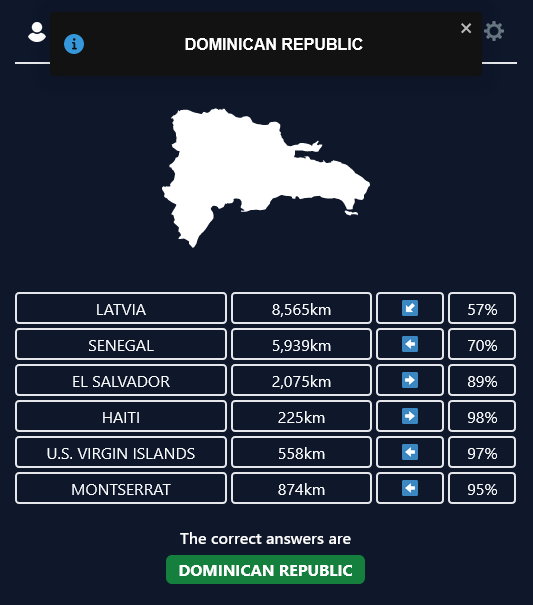 DOMINICAN REPUBLIC
LATVIA 8,565km 57%
SENEGAL 5,939km 70%
EL SALVADOR 2,075km 89%
HAITI 225km 98%
U.S. VIRGIN ISLANDS 558km 97%
MONTSERRAT 874km 95%
The correct answers are
DOMINICAN REPUBLIC